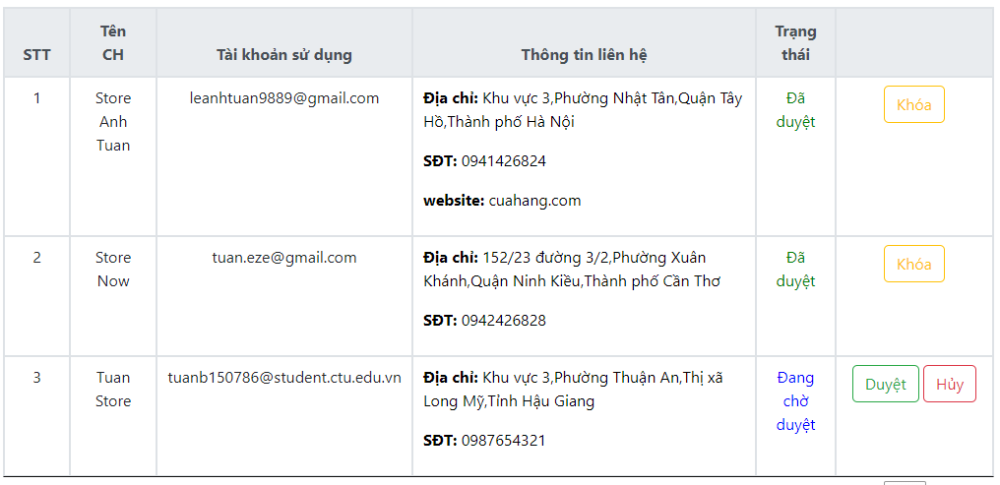 STT
Tên
CH
Tài khoản sử dụng
Thông tin liên hệ
Trạng
thái
1
Store
Anh
Tuan
leanhtuan9889@gmail.com
Địa chỉ: Khu vực 3,Phường Nhật Tân,Quận Tây
Hồ,Thành phố Hà Nội
SĐT: 0941426824
website: cuahang.com
Đã
duyệt
Khóa
2
Store
Now
tuan.eze@gmail.com
Địa chỉ: 152/23 đường 3/2,Phường Xuân
Khánh,Quận Ninh Kiều,Thành phố Cần Thơ
SĐT: 0942426828
Đã
duyệt
Khóa
3
Tuan
Store
tuanb150786@student.ctu.edu.vn
Địa chỉ: Khu vực 3,Phường Thuận An,Thị xã
Long Mỹ,Tỉnh Hậu Giang
SĐT: 0987654321
Đang
chờ
duyệt
Duyệt Hủy